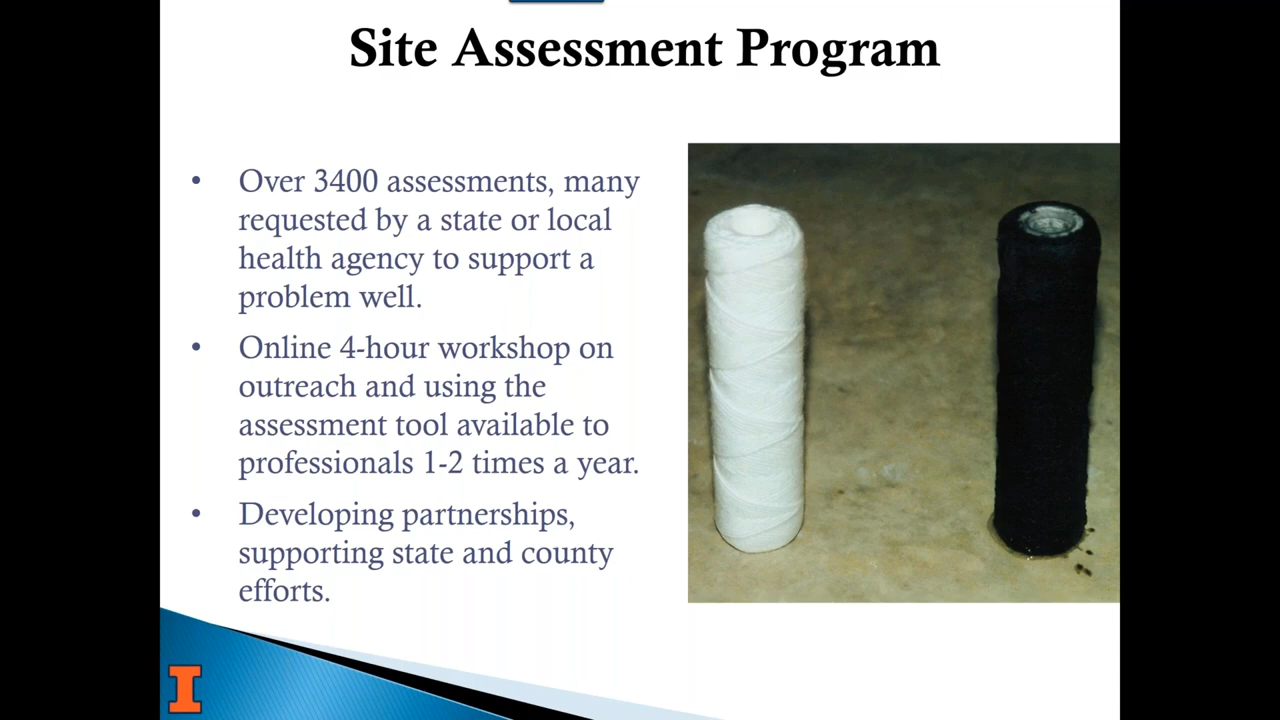 Site Assessment Program
• Over 3400 assessments, many
requested by a state or local
health agency to support a
problem well.
• Online 4-hour workshop on
outreach and using the
assessment tool available to
professionals 1-2 times a year.
• Developing partnerships,
supporting state and county
efforts.
I